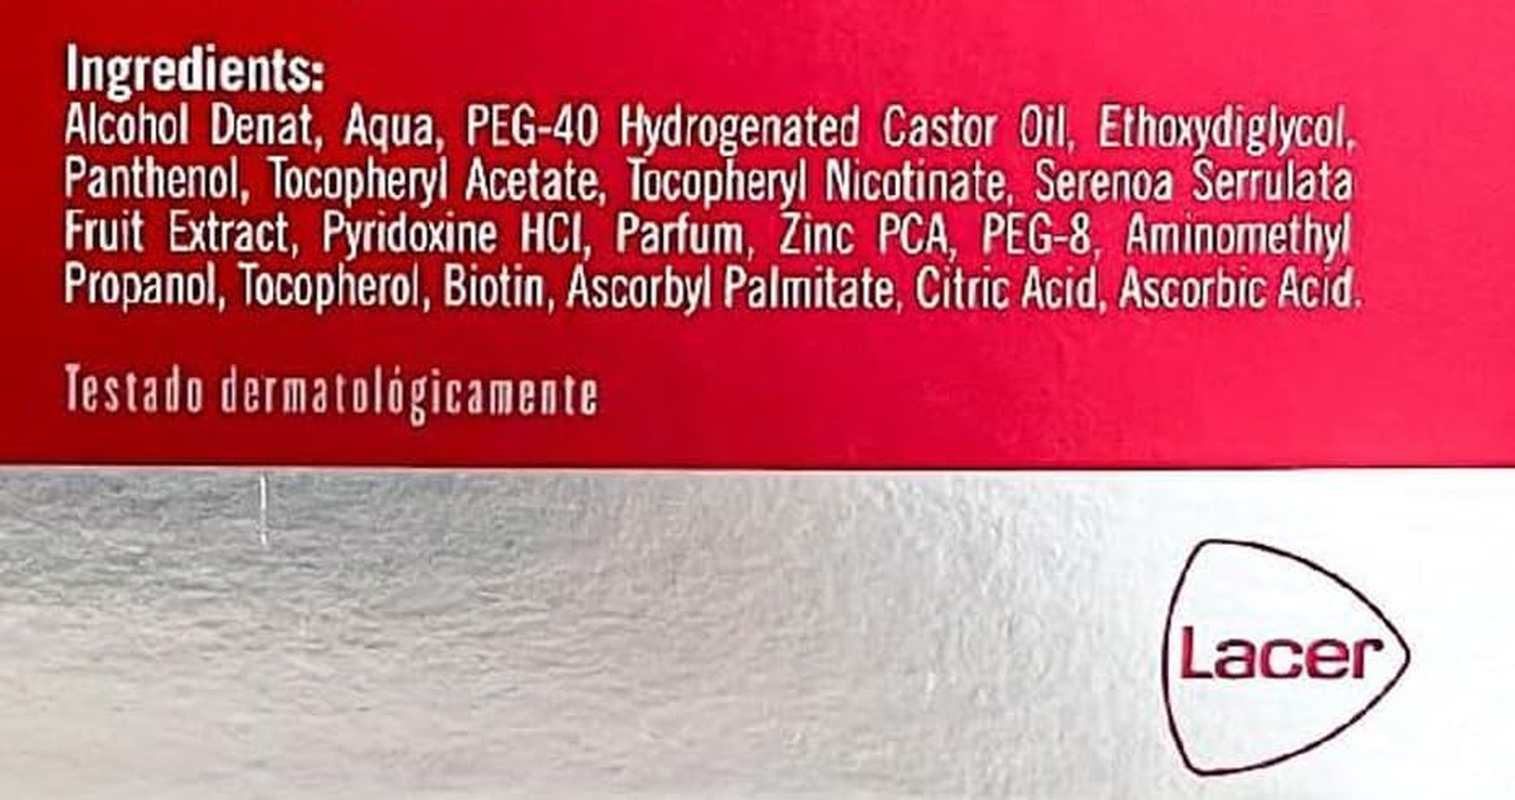 Ingredients:
Alcohol Denat, Aqua, PEG-40 Hydrogenated Castor Oil, Ethoxydiglycol,
Panthenol, Tocopheryl Acetate, Tocopheryl Nicotinate, Serenoa Serrulata
Fruit Extract, Pyridoxine HCl, Parfum, Zinc PCA, PEG-8, Aminomethyl
Propanol, Tocopherol, Biotin, Ascorbyl Palmitate, Citric Acid, Ascorbic Acid.
Testado dermatológicamente
Lacer